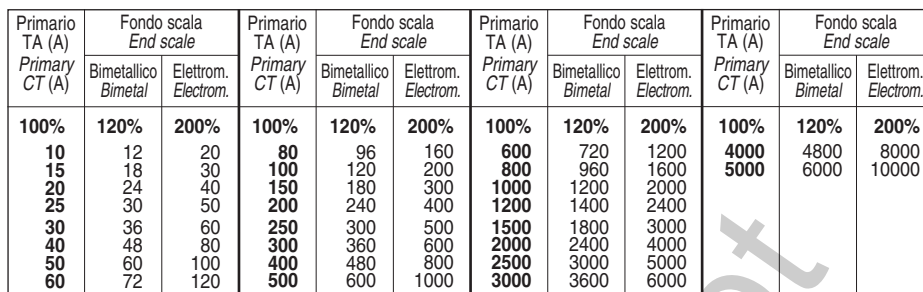 Primario Fondo scala Primario Fondo scala Primario Fondo scala Primario Fondo scala
TA (A) End scale TA (A) End scale TA (A) End scale TA (A) End scale
Primary Bimetallico Elettrom. Primary Bimetallico Elettrom. Primary Bimetallico Elettrom. Primary Bimetallico Elettrom.
CT (A) Bimetal Electrom. CT (A) Bimetal Electrom. CT (A) Bimetal Electrom. CT (A) Bimetal Electrom.
100% 120% 200% 100% 120% 200% 100% 120% 200% 100% 120% 200%
10 12 20 80 96 160 600 720 1200 4000 4800 8000
15 18 30 100 120 200 800 960 1600 5000 6000 10000
20 24 40 150 180 300 1000 1200 2000
25 30 50 200 240 400 1200 1400 2400
30 36 60 250 300 500 1500 1800 3000
40 48 80 300 360 600 2000 2400 4000
50 60 100 400 480 800 2500 3000 5000
60 72 120 500 600 1000 3000 3600 6000